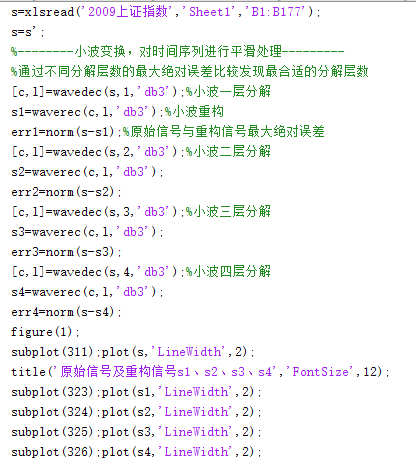 s=xlsread('2009上证指数','Sheet1','B1:B177');
s=s';
%--------小波变换，对时间序列进行平滑处理---------
%通过不同分解层数的最大绝对误差比较发现最合适的分解层数
[c,l]=wavedec(s,1,'db3');%小波一层分解
s1=waverec(c,l,'db3');%小波重构
err1=norm(s-s1);%原始信号与重构信号最大绝对误差
[c,l]=wavedec(s,2,'db3');%小波二层分解
s2=waverec(c,l,'db3');
err2=norm(s-s2);
[c,l]=wavedec(s,3,'db3');%小波三层分解
s3=waverec(c,l,'db3');
err3=norm(s-s3);
[c,l]=wavedec(s,4,'db3');%小波四层分解
s4=waverec(c,l,'db3');
err4=norm(s-s4);
figure(1);
subplot(311);plot(s,'LineWidth',2);
title('原始信号及重构信号s1、s2、s3、s4','FontSize',12);
subplot(323);plot(s1,'LineWidth',2);
subplot(324);plot(s2,'LineWidth',2);
subplot(325);plot(s3,'LineWidth',2);
subplot(326);plot(s4,'LineWidth',2);